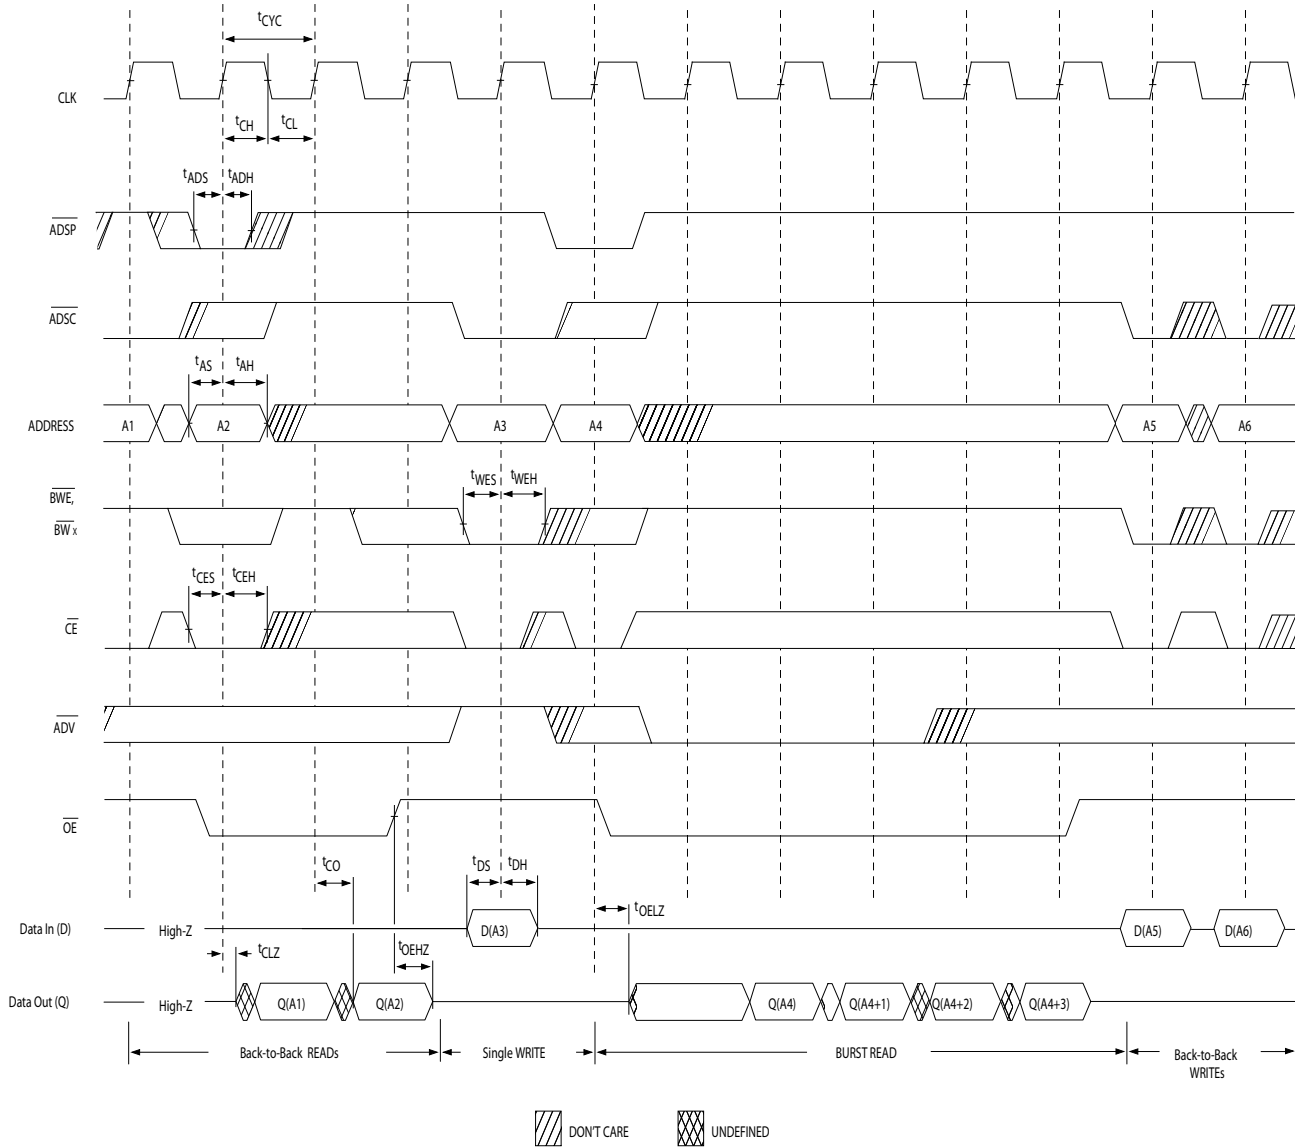 tCYC
CLK
tCH
tCL
tADS
tADH
ADSP
ADSC
tAS
tAH
ADDRESS
A1
A2
A3
A4
A5
A6
tWES
tWEH
BWE,
BW X
tCES
tCEH
CE
ADV
OE
tCO
tDS
tDH
tOELZ
Data In (D)
High-Z
D(A3)
D(A5)
D(A6)
tCLZ
tOEHZ
Data Out (Q)
High-Z
Q(A1)
Q(A2)
Q(A4)
Q(A4+1)
Q(A4+2)
Q(A4+3)
Back-to-Back READs
Single WRITE
BURST READ
Back-to-Back
WRITEs
DON'T CARE
UNDEFINED